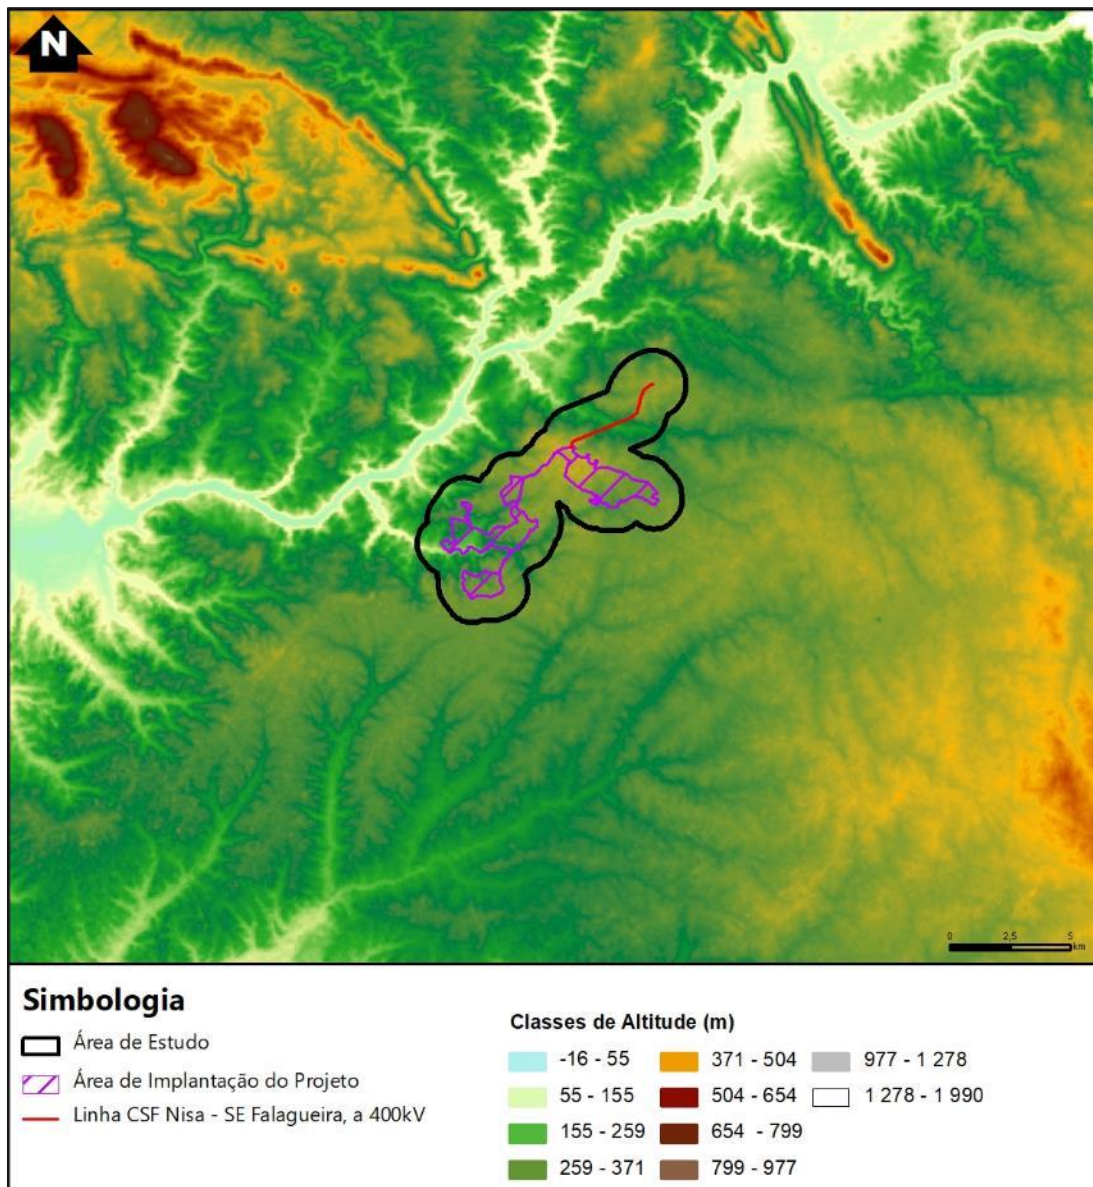 N
0 2,5 5
km
Simbologia
Área de Estudo
Área de Implantação do Projeto
Linha CSF Nisa - SE Falagueira, a 400kV
Classes de Altitude (m)
-16 - 55 371 - 504 977 - 1 278
55 - 155 504 - 654 1 278 - 1 990
155 - 259 654 - 799
259 - 371 799 - 977